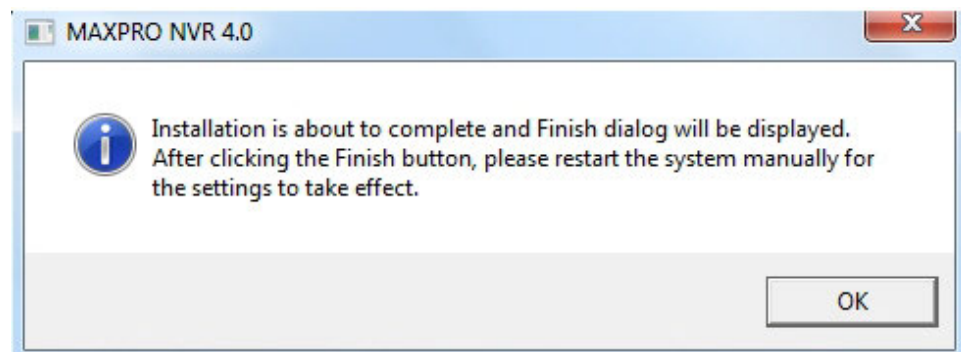 MAXPRO NVR 4.0
Installation is about to complete and Finish dialog will be displayed.
After clicking the Finish button, please restart the system manually for
the settings to take effect.
OK